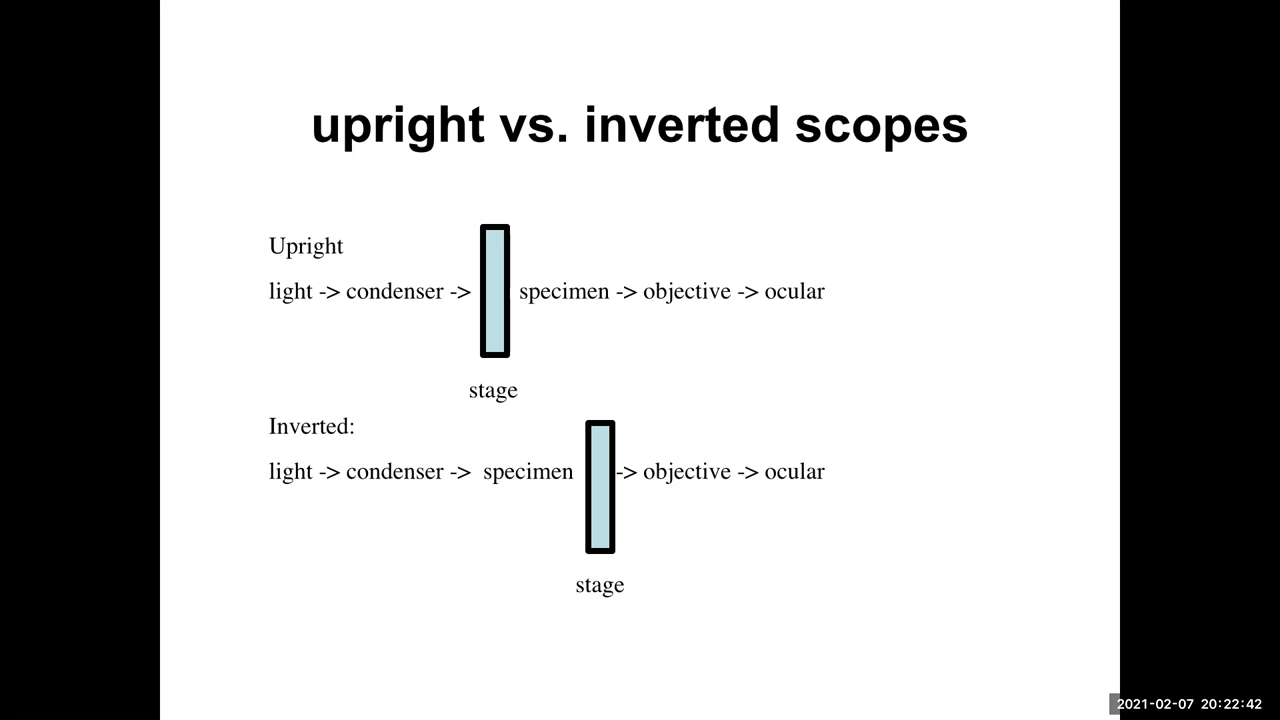 upright vs. inverted scopes
Upright
light -> condenser -> specimen -> objective -> ocular
stage
Inverted:
light -> condenser -> specimen -> objective -> ocular
stage
2021-02-07 20:22:42